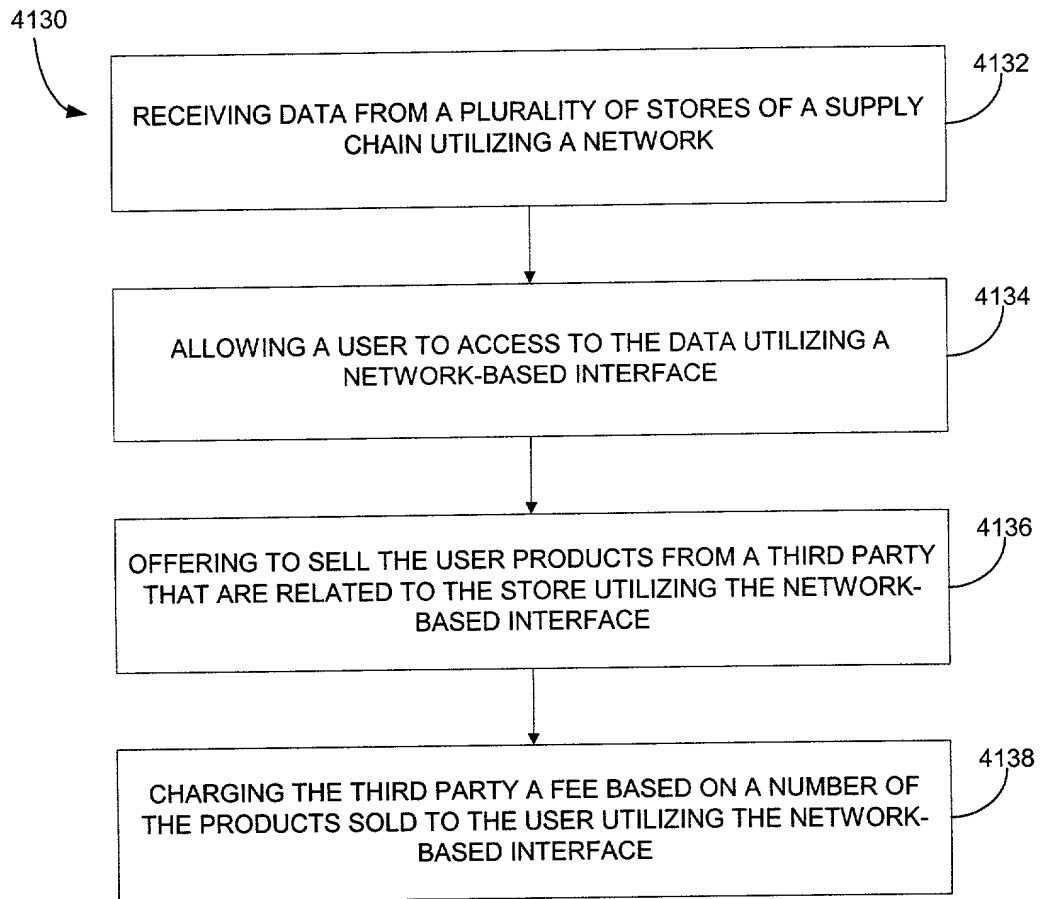 4130
4132
RECEIVING DATA FROM A PLURALITY OF STORES OF A SUPPLY
CHAIN UTILIZING A NETWORK
4134
ALLOWING A USER TO ACCESS TO THE DATA UTILIZING A
NETWORK-BASED INTERFACE
4136
OFFERING TO SELL THE USER PRODUCTS FROM A THIRD PARTY
THAT ARE RELATED TO THE STORE UTILIZING THE NETWORK-
BASED INTERFACE
4138
CHARGING THE THIRD PARTY A FEE BASED ON A NUMBER OF
THE PRODUCTS SOLD TO THE USER UTILIZING THE NETWORK-
BASED INTERFACE